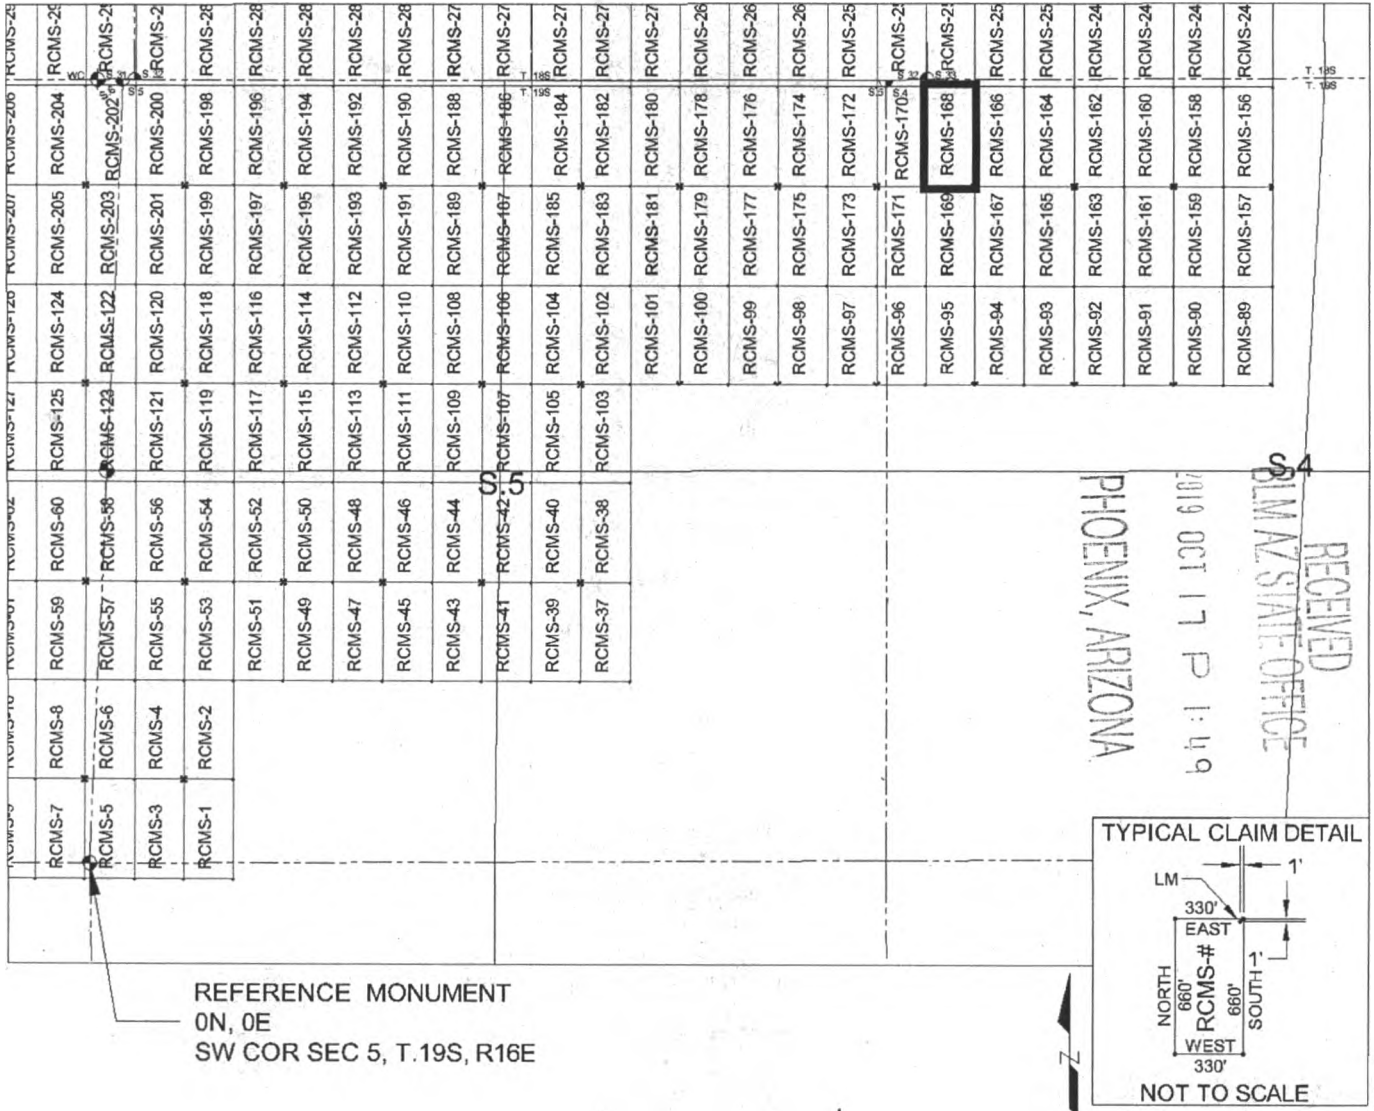 WC S.31 S.32 T. 18S S.32 S.33 T. 18S
S.6 S.5 T. 19S S.5 S.4 T. 19S
RCMS-204 RCMS-202 RCMS-200 RCMS-198 RCMS-196 RCMS-194 RCMS-192 RCMS-190 RCMS-188 RCMS-186 RCMS-184 RCMS-182 RCMS-180 RCMS-178 RCMS-176 RCMS-174 RCMS-172 RCMS-170 RCMS-168 RCMS-166 RCMS-164 RCMS-162 RCMS-160 RCMS-158 RCMS-156
RCMS-205 RCMS-203 RCMS-201 RCMS-199 RCMS-197 RCMS-195 RCMS-193 RCMS-191 RCMS-189 RCMS-187 RCMS-185 RCMS-183 RCMS-181 RCMS-179 RCMS-177 RCMS-175 RCMS-173 RCMS-171 RCMS-169 RCMS-167 RCMS-165 RCMS-163 RCMS-161 RCMS-159 RCMS-157
RCMS-124 RCMS-122 RCMS-120 RCMS-118 RCMS-116 RCMS-114 RCMS-112 RCMS-110 RCMS-108 RCMS-106 RCMS-104 RCMS-102 RCMS-101 RCMS-100 RCMS-99 RCMS-98 RCMS-97 RCMS-96 RCMS-95 RCMS-94 RCMS-93 RCMS-92 RCMS-91 RCMS-90 RCMS-89
RCMS-125 RCMS-123 RCMS-121 RCMS-119 RCMS-117 RCMS-115 RCMS-113 RCMS-111 RCMS-109 RCMS-107 RCMS-105 RCMS-103
S.5 S.4
RCMS-60 RCMS-58 RCMS-56 RCMS-54 RCMS-52 RCMS-50 RCMS-48 RCMS-46 RCMS-44 RCMS-42 RCMS-40 RCMS-38
RCMS-59 RCMS-57 RCMS-55 RCMS-53 RCMS-51 RCMS-49 RCMS-47 RCMS-45 RCMS-43 RCMS-41 RCMS-39 RCMS-37
RCMS-8 RCMS-6 RCMS-4 RCMS-2
RCMS-7 RCMS-5 RCMS-3 RCMS-1
RECEIVED
BLM AZ STATE OFFICE
2019 OCT 17 P 1:49
PHOENIX, ARIZONA
REFERENCE MONUMENT
0N, 0E
SW COR SEC 5, T.19S, R16E
N
TYPICAL CLAIM DETAIL
1'
LM
330'
EAST
1'
NORTH
660'
RCMS-#
660'
SOUTH
WEST
330'
NOT TO SCALE